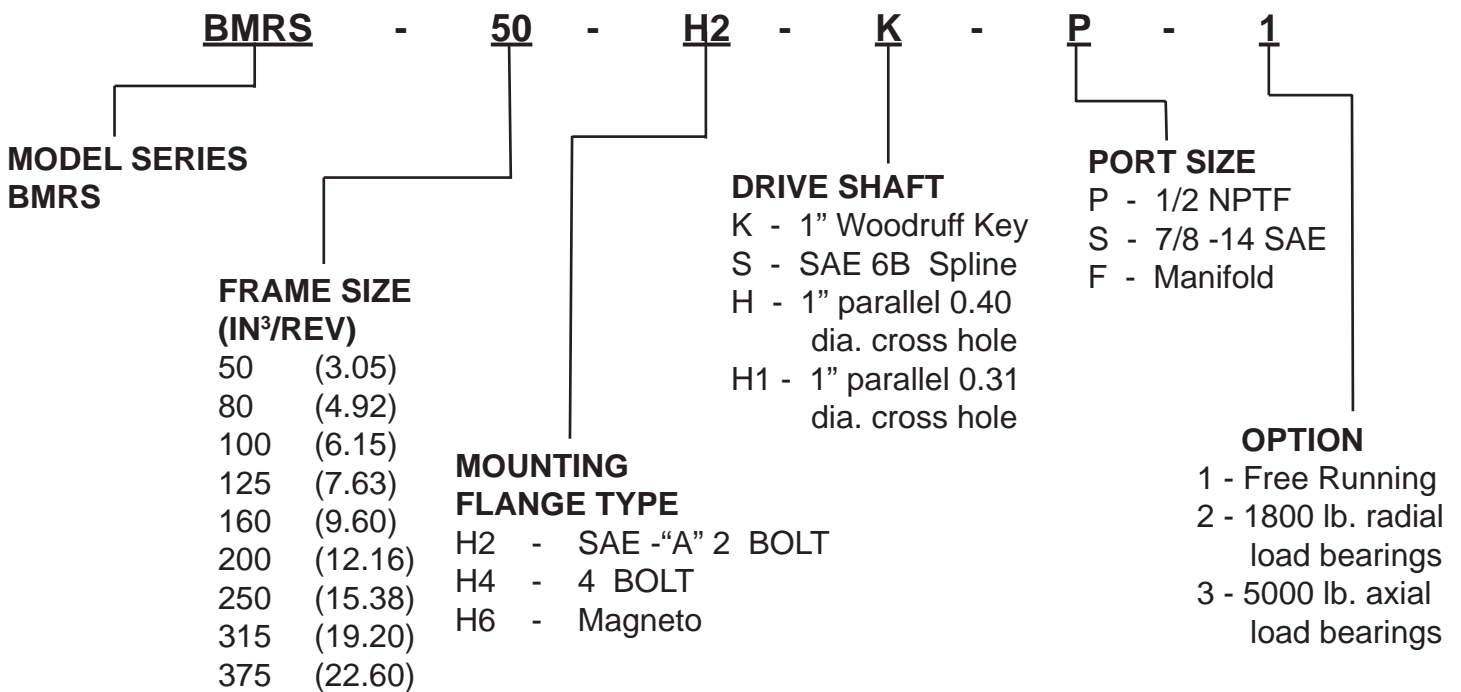 BMRS - 50 - H2 - K - P - 1
MODEL SERIES
BMRS
FRAME SIZE
(IN³/REV)
50 (3.05)
80 (4.92)
100 (6.15)
125 (7.63)
160 (9.60)
200 (12.16)
250 (15.38)
315 (19.20)
375 (22.60)
MOUNTING
FLANGE TYPE
H2 - SAE -“A” 2 BOLT
H4 - 4 BOLT
H6 - Magneto
DRIVE SHAFT
K - 1” Woodruff Key
S - SAE 6B Spline
H - 1” parallel 0.40
dia. cross hole
H1 - 1” parallel 0.31
dia. cross hole
PORT SIZE
P - 1/2 NPTF
S - 7/8 -14 SAE
F - Manifold
OPTION
1 - Free Running
2 - 1800 lb. radial
load bearings
3 - 5000 lb. axial
load bearings